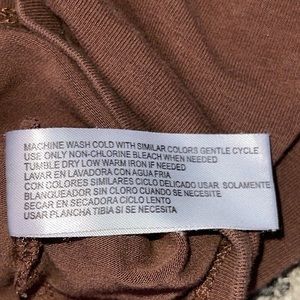 MACHINE WASH COLD WITH SIMILAR COLORS GENTLE CYCLE
USE ONLY NON-CHLORINE BLEACH WHEN NEEDED
TUMBLE DRY LOW WARM IRON IF NEEDED
LAVAR EN LAVADORA CON AGUA FRIA
CON COLORES SIMILARES CICLO DELICADO USAR SOLAMENTE
BLANQUEADOR SIN CLORO CUANDO SE NECESITE
SECAR EN SECADORA CICLO LENTO
USAR PLANCHA TIBIA SI SE NECESITA